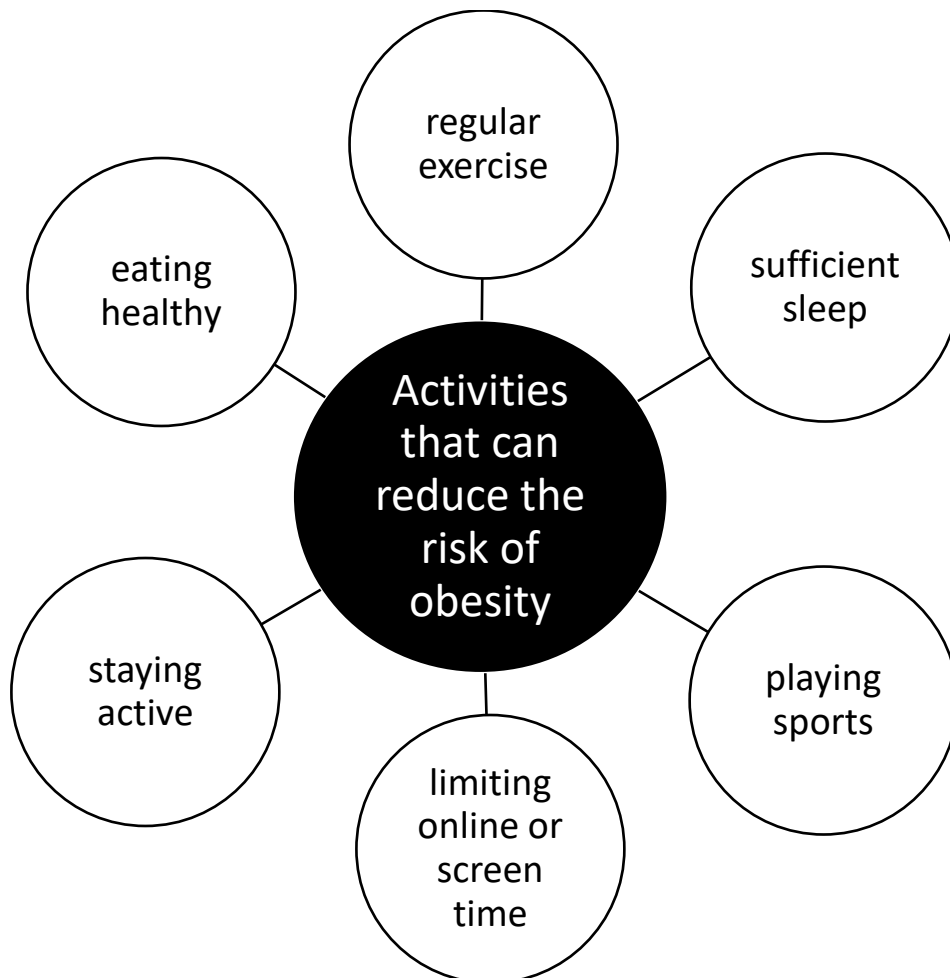 regular
exercise
eating
healthy
sufficient
sleep
Activities
that can
reduce the
risk of
obesity
staying
active
playing
sports
limiting
online or
screen
time